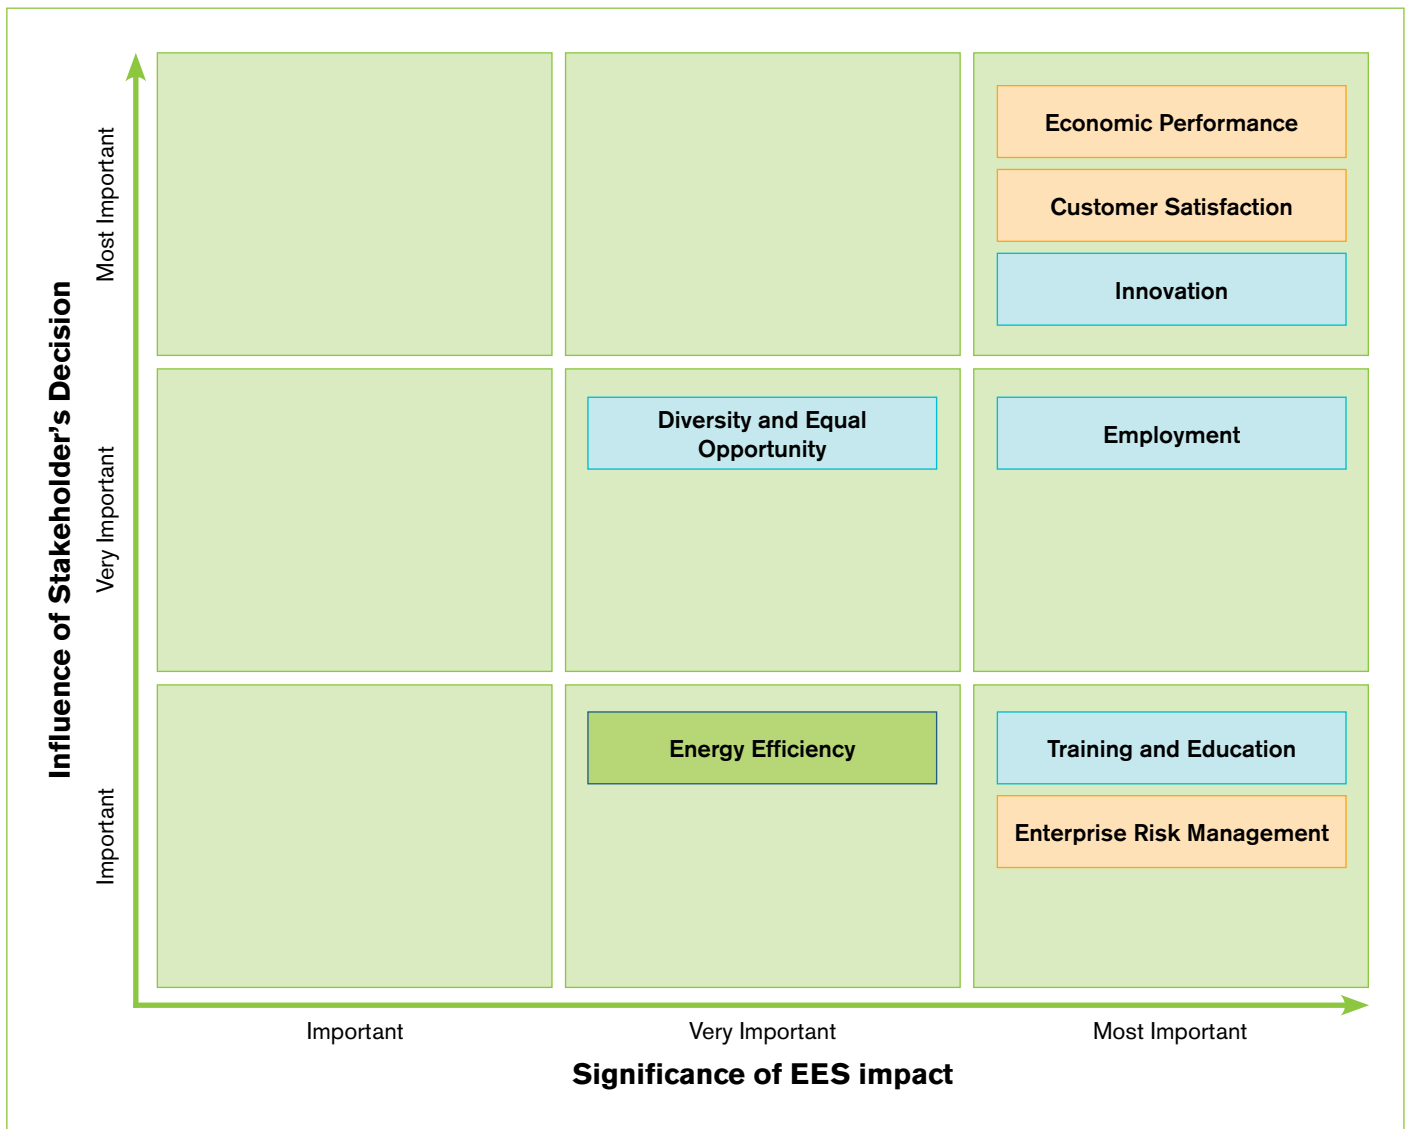 Influence of Stakeholder's Decision
Most Important
Very Important
Important
Economic Performance
Customer Satisfaction
Innovation
Diversity and Equal
Opportunity
Employment
Energy Efficiency
Training and Education
Enterprise Risk Management
Important
Very Important
Most Important
Significance of EES impact